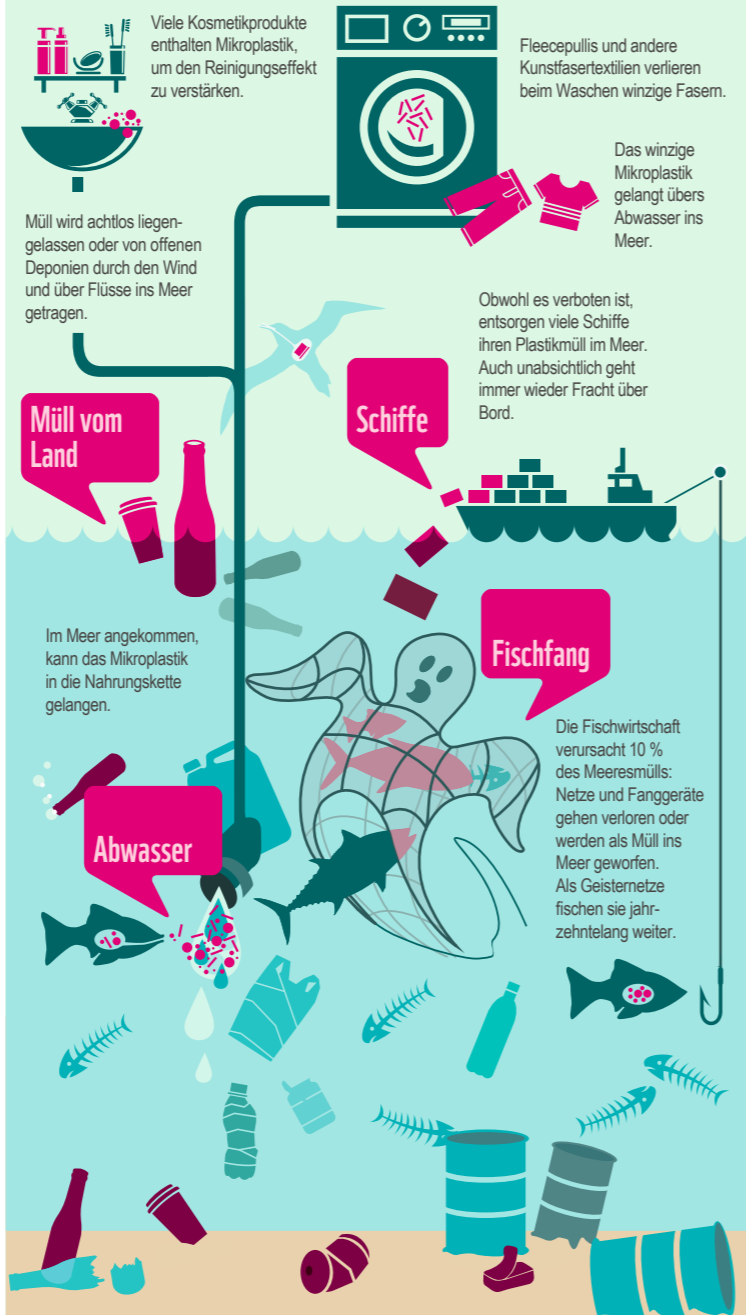 Viele Kosmetikprodukte
enthalten Mikroplastik,
um den Reinigungseffekt
zu verstärken.
Fleecepullis und andere
Kunstfasertextilien verlieren
beim Waschen winzige Fasern.
Das winzige
Mikroplastik
gelangt übers
Abwasser ins
Meer.
Müll wird achtlos liegen-
gelassen oder von offenen
Deponien durch den Wind
und über Flüsse ins Meer
getragen.
Obwohl es verboten ist,
entsorgen viele Schiffe
ihren Plastikmüll im Meer.
Auch unabsichtlich geht
immer wieder Fracht über
Bord.
Müll vom
Land
Schiffe
Im Meer angekommen,
kann das Mikroplastik
in die Nahrungskette
gelangen.
Fischfang
Die Fischwirtschaft
verursacht 10 %
des Meeresmülls:
Netze und Fanggeräte
gehen verloren oder
werden als Müll ins
Meer geworfen.
Als Geisternetze
fischen sie jahr-
zehntelang weiter.
Abwasser